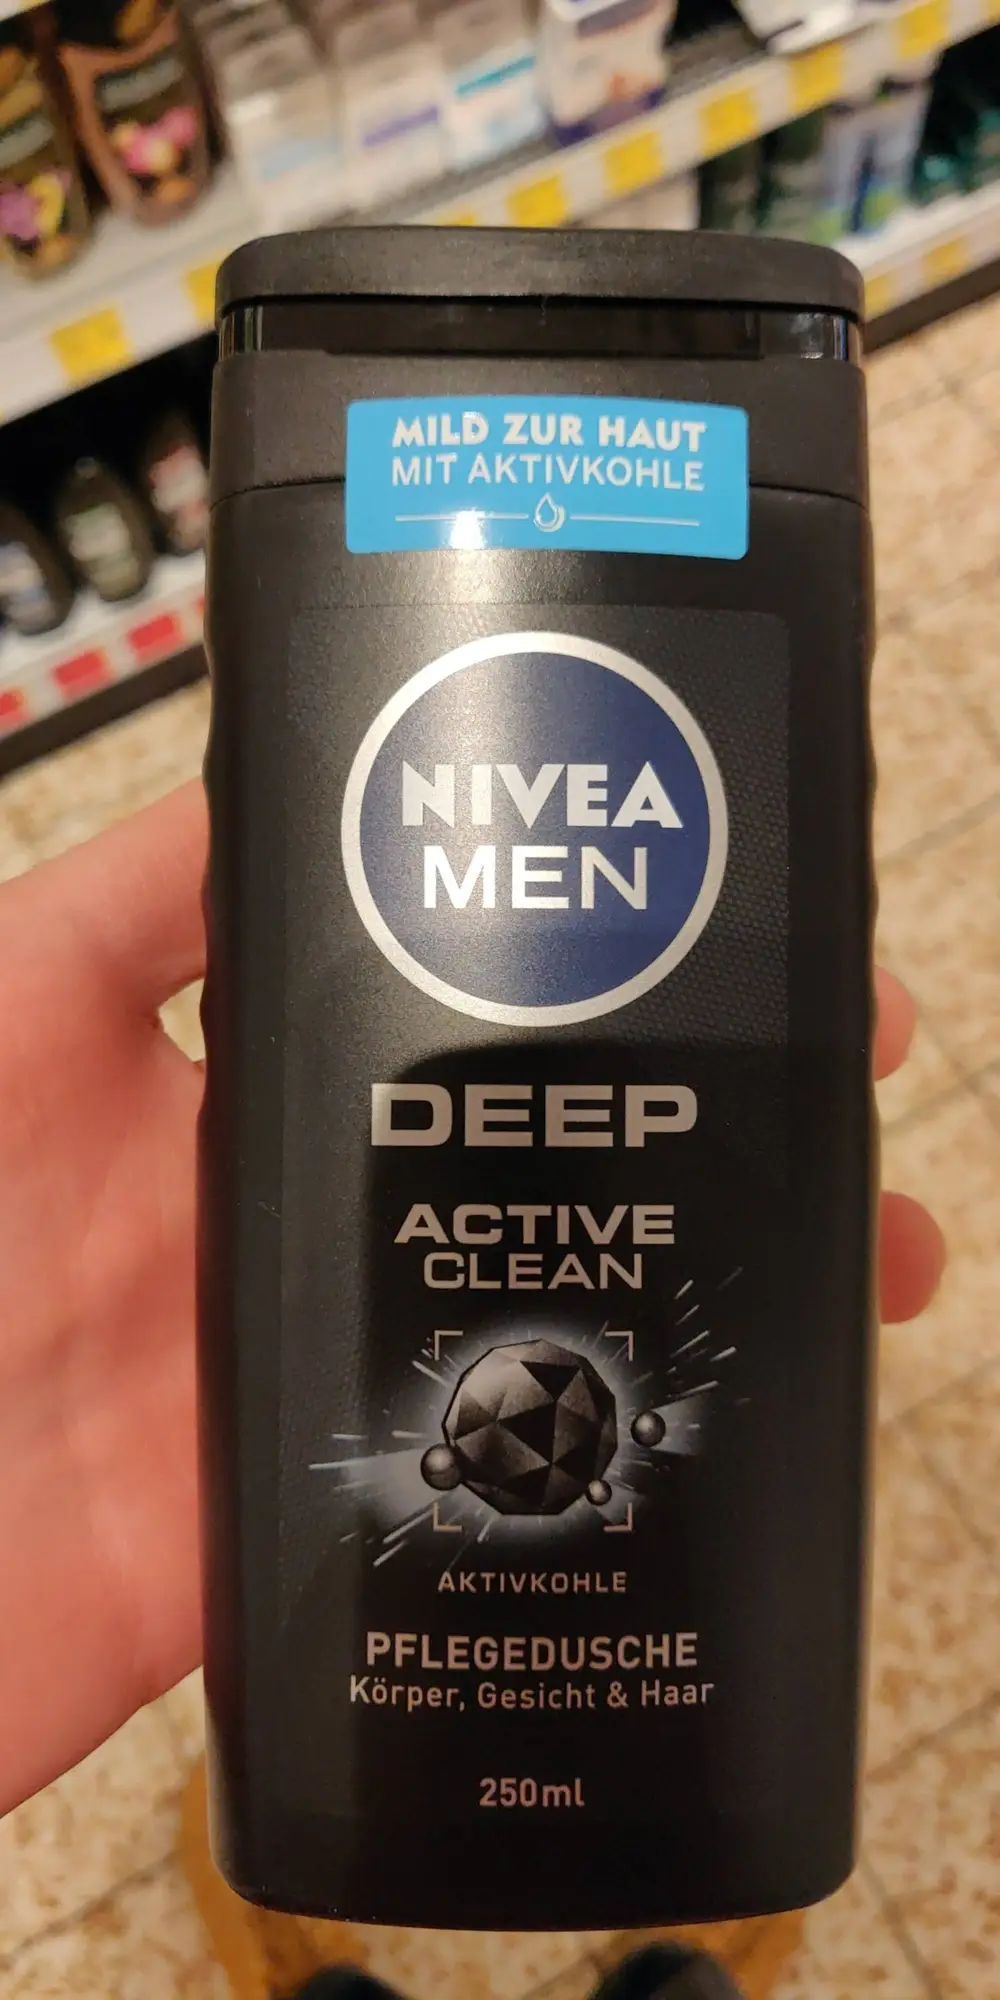 MILD ZUR HAUT
MIT AKTIVKOHLE
NIVEA
MEN
DEEP
ACTIVE
CLEAN
AKTIVKOHLE
PFLEGEDUSCHE
Körper, Gesicht & Haar
250ml